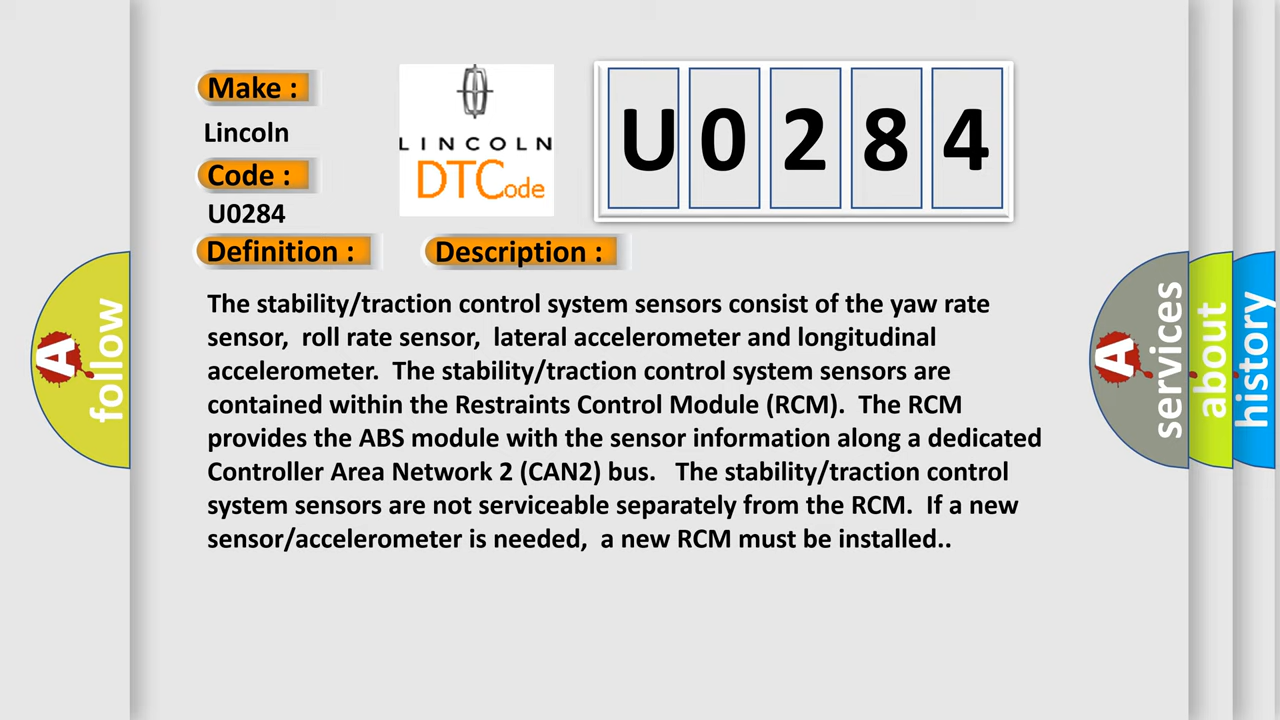 Make :
Lincoln
Code :
U0284
Definition :
Description :
LINCOLN
DTCode
U0284
The stability/traction control system sensors consist of the yaw rate
sensor, roll rate sensor, lateral accelerometer and longitudinal
accelerometer. The stability/traction control system sensors are
contained within the Restraints Control Module (RCM). The RCM
provides the ABS module with the sensor information along a dedicated
Controller Area Network 2 (CAN2) bus. The stability/traction control
system sensors are not serviceable separately from the RCM. If a new
sensor/accelerometer is needed, a new RCM must be installed..
A
follow
A
services
about
history